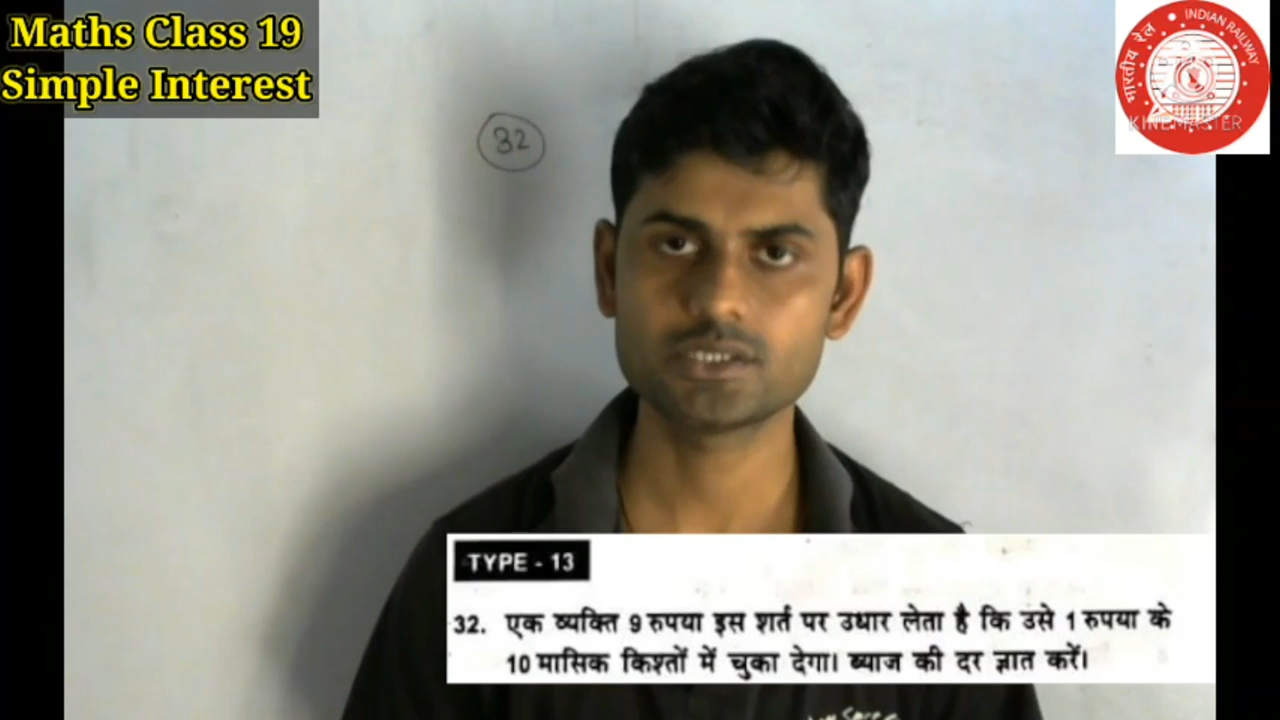 Maths Class 19
Simple Interest
भारतीय रेल • INDIAN RAILWAY
KINEMASTER
32
TYPE - 13
32. एक व्यक्ति 9 रुपया इस शर्त पर उधार लेता है कि उसे 1 रुपया के
10 मासिक किश्तों में चुका देगा। ब्याज की दर ज्ञात करें।